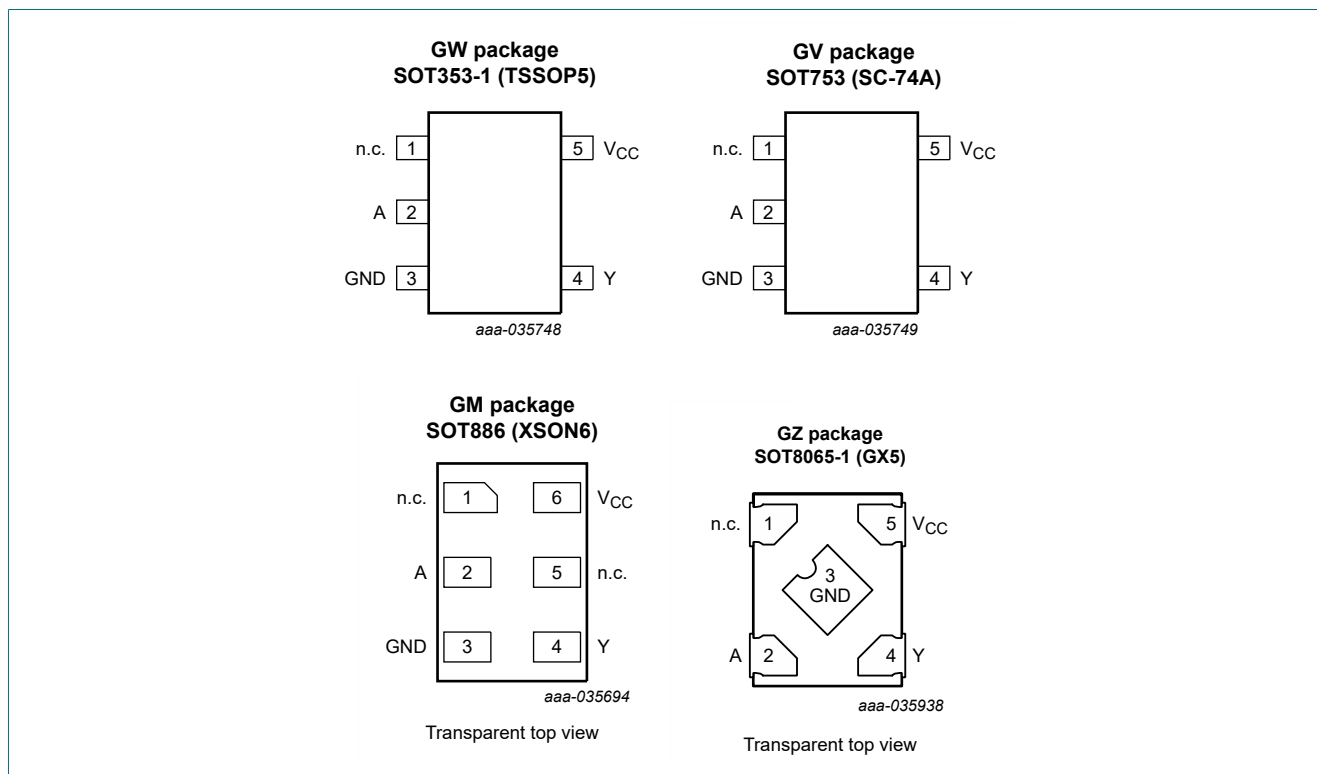 GW package
SOT353-1 (TSSOP5)
n.c. 1
5 VCC
A 2
GND 3
4 Y
aaa-035748
GV package
SOT753 (SC-74A)
n.c. 1
5 VCC
A 2
GND 3
4 Y
aaa-035749
GM package
SOT886 (XSON6)
n.c. 1
6 VCC
A 2
5 n.c.
GND 3
4 Y
aaa-035694
Transparent top view
GZ package
SOT8065-1 (GX5)
n.c. 1
5 VCC
3
GND
A 2
4 Y
aaa-035938
Transparent top view